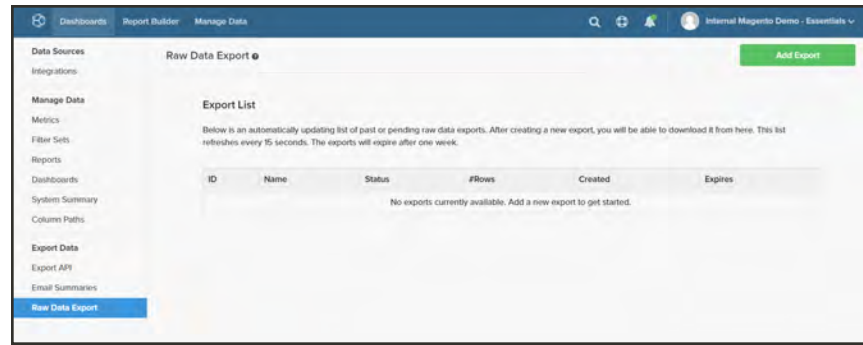 Dashboards Report Builder Manage Data Internal Magento Demo - Essentials
Data Sources
Integrations
Manage Data
Metrics
Filter Sets
Reports
Dashboards
System Summary
Column Paths
Export Data
Export API
Email Summaries
Raw Data Export
Raw Data Export
Add Export
Export List
Below is an automatically updating list of past or pending raw data exports. After creating a new export, you will be able to download it from here. This list
refreshes every 15 seconds. The exports will expire after one week.
ID Name Status #Rows Created Expires
No exports currently available. Add a new export to get started.